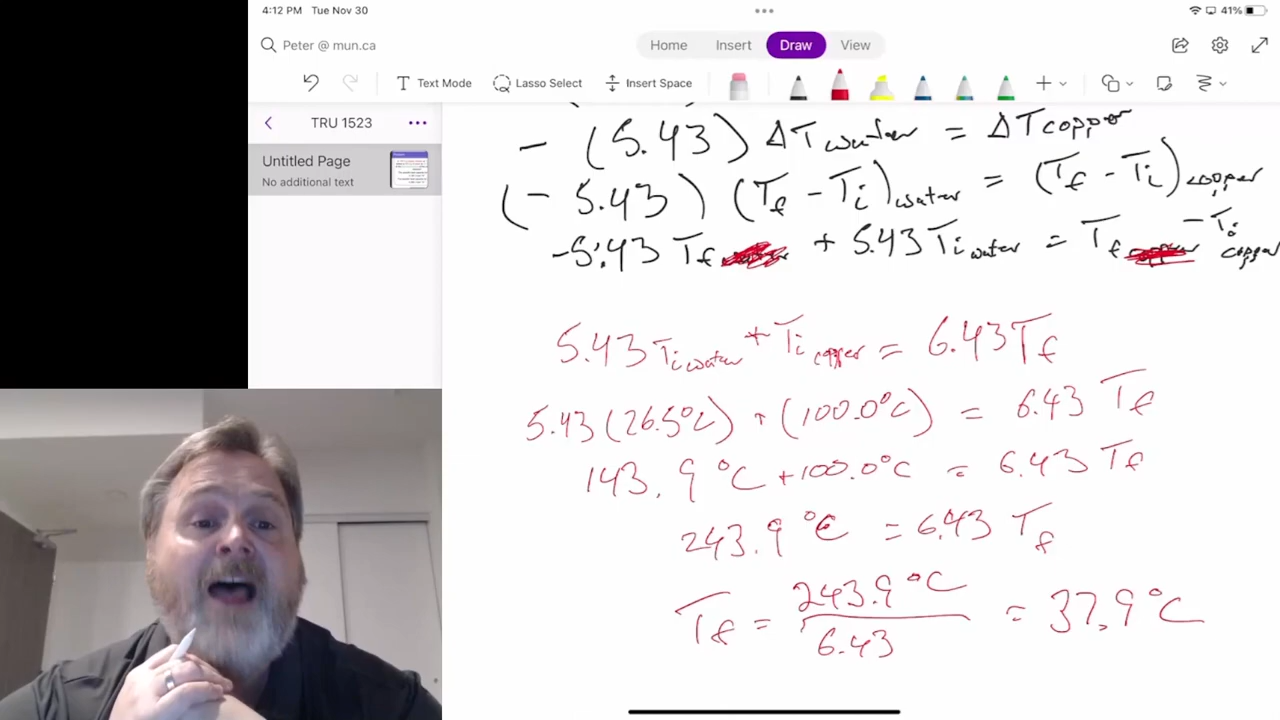 4:12 PM Tue Nov 30
41%
Peter @ mun.ca
Home Insert Draw View
Text Mode Lasso Select Insert Space
TRU 1523
Untitled Page
No additional text
- (5.43) ΔT water = ΔT copper
(- 5.43) (Tf - Ti) water = (Tf - Ti) copper
-5.43 Tf + 5.43 Ti water = Tf - Ti copper
5.43 Ti water + Ti copper = 6.43 Tf
5.43 (26.5°C) + (100.0°C) = 6.43 Tf
143.9 °C + 100.0°C = 6.43 Tf
243.9 °C = 6.43 Tf
Tf = 243.9 °C / 6.43 = 37.9 °C